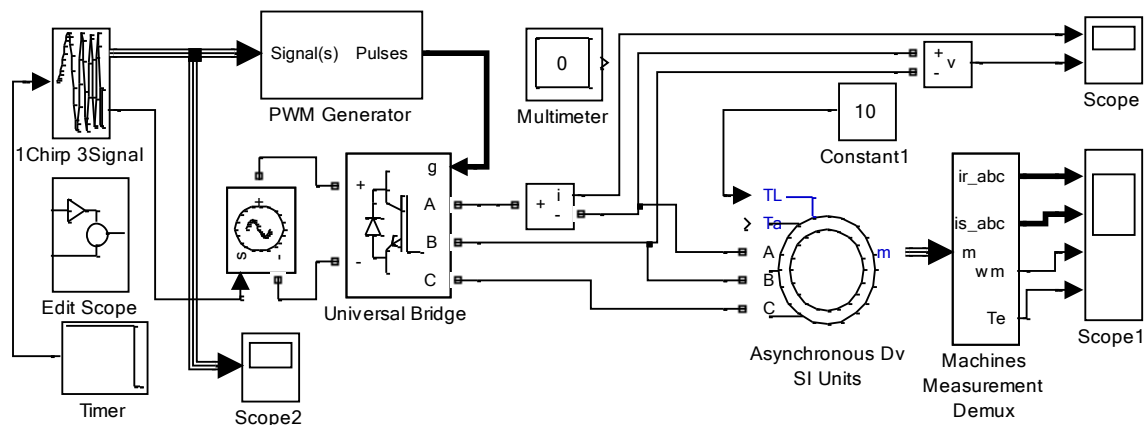 Signal(s) Pulses
PWM Generator
0
Multimeter
+
v
-
Scope
1Chirp 3Signal
10
Constant1
+
-
g
A
B
C
Universal Bridge
+
s
-
+
i
-
TL
Ta
A
B
C
m
Asynchronous Dv
SI Units
ir_abc
is_abc
m
wm
Te
Machines
Measurement
Demux
Scope1
Edit Scope
Timer
Scope2